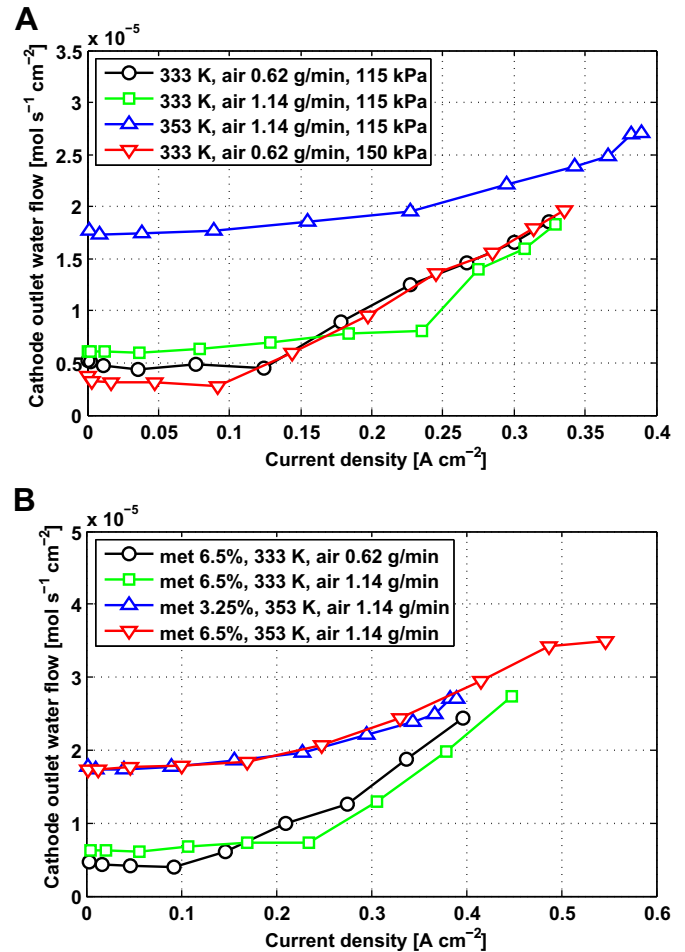 A
x 10⁻⁵
3.5
3
2.5
2
1.5
1
0.5
0
Cathode outlet water flow [mol s⁻¹ cm⁻²]
333 K, air 0.62 g/min, 115 kPa
333 K, air 1.14 g/min, 115 kPa
353 K, air 1.14 g/min, 115 kPa
333 K, air 0.62 g/min, 150 kPa
0 0.05 0.1 0.15 0.2 0.25 0.3 0.35 0.4
Current density [A cm⁻²]
B
x 10⁻⁵
5
4
3
2
1
0
Cathode outlet water flow [mol s⁻¹ cm⁻²]
met 6.5%, 333 K, air 0.62 g/min
met 6.5%, 333 K, air 1.14 g/min
met 3.25%, 353 K, air 1.14 g/min
met 6.5%, 353 K, air 1.14 g/min
0 0.1 0.2 0.3 0.4 0.5 0.6
Current density [A cm⁻²]